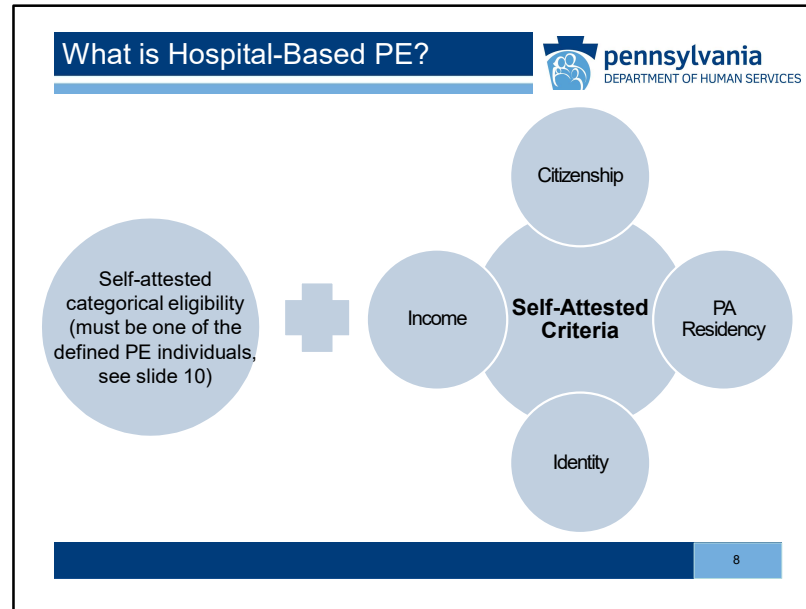 What is Hospital-Based PE?
pennsylvania
DEPARTMENT OF HUMAN SERVICES
Self-attested
categorical eligibility
(must be one of the
defined PE individuals,
see slide 10)
Citizenship
Income
Self-Attested
Criteria
PA
Residency
Identity
8